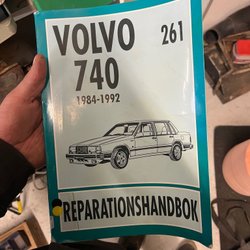 VOLVO 261
740
1984-1992
REPARATIONSHANDBOK